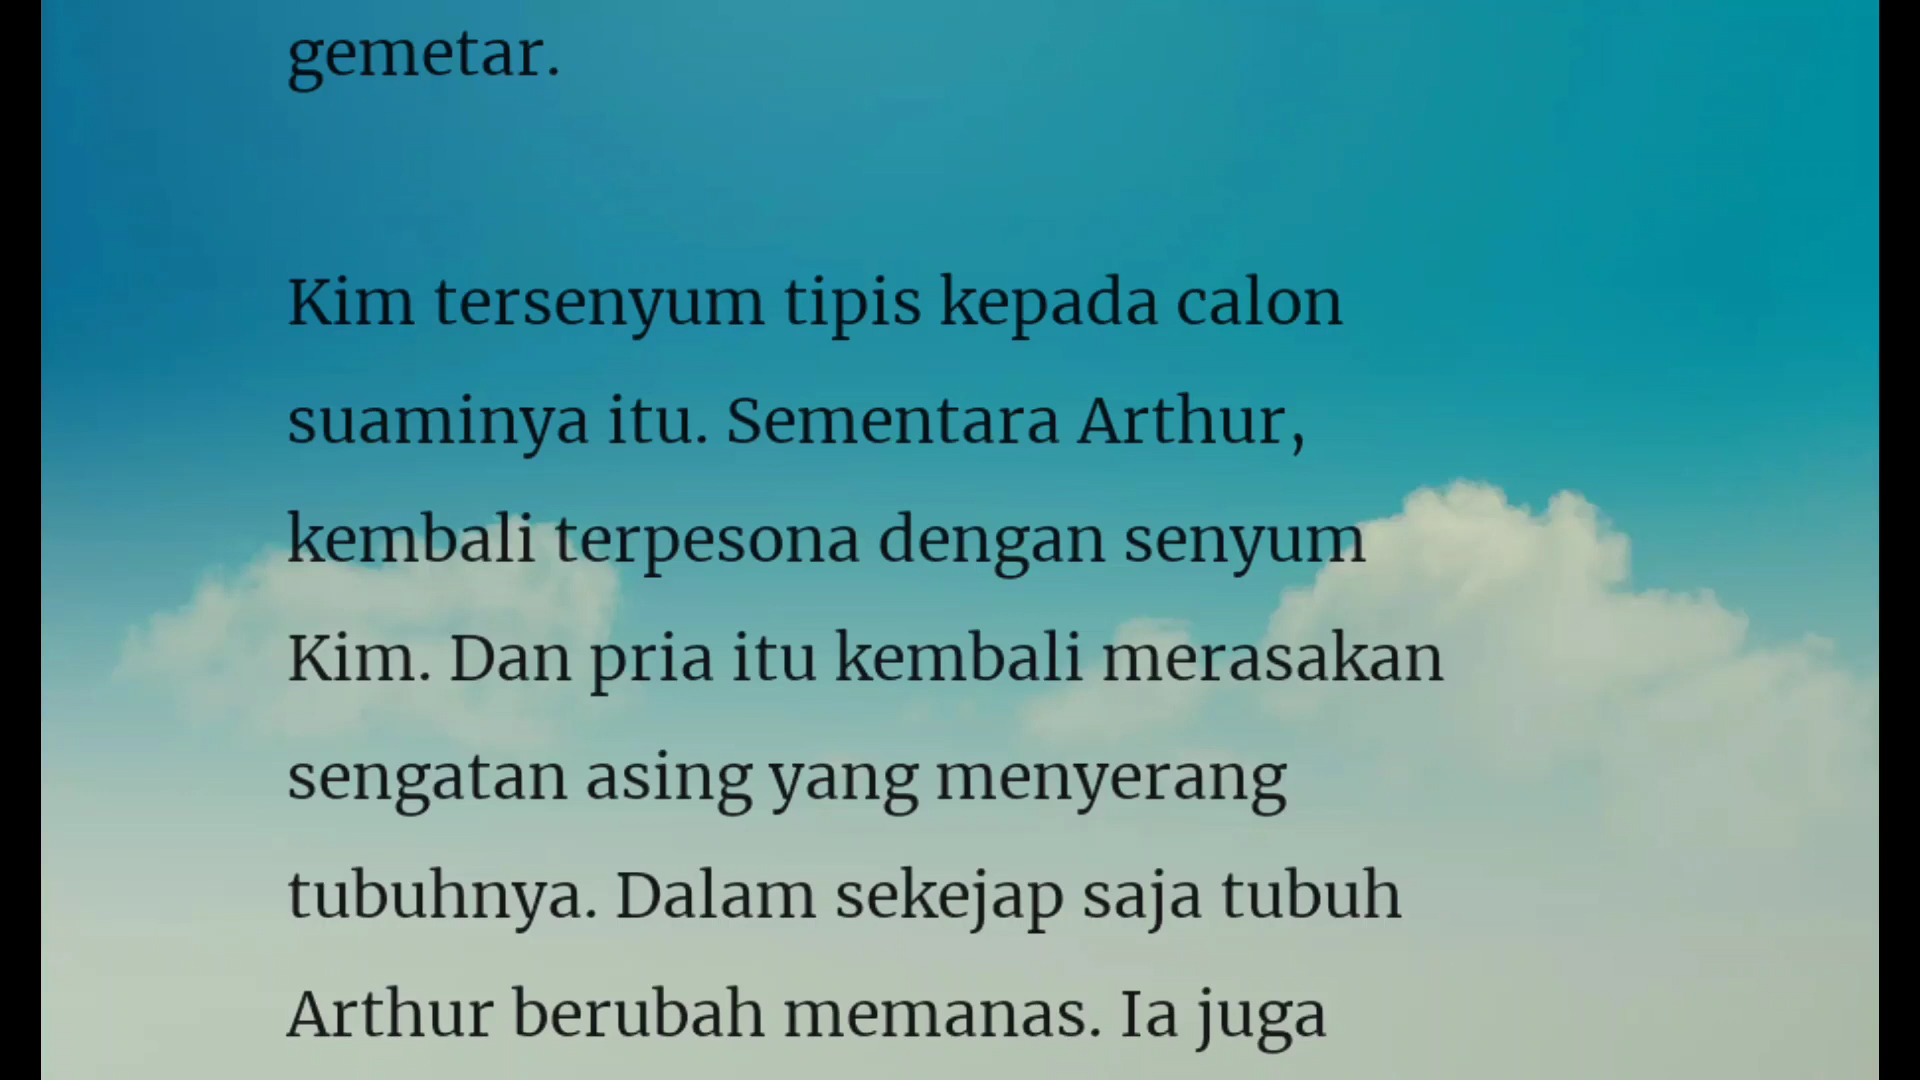 gemetar.
Kim tersenyum tipis kepada calon
suaminya itu. Sementara Arthur,
kembali terpesona dengan senyum
Kim. Dan pria itu kembali merasakan
sengatan asing yang menyerang
tubuhnya. Dalam sekejap saja tubuh
Arthur berubah memanas. Ia juga